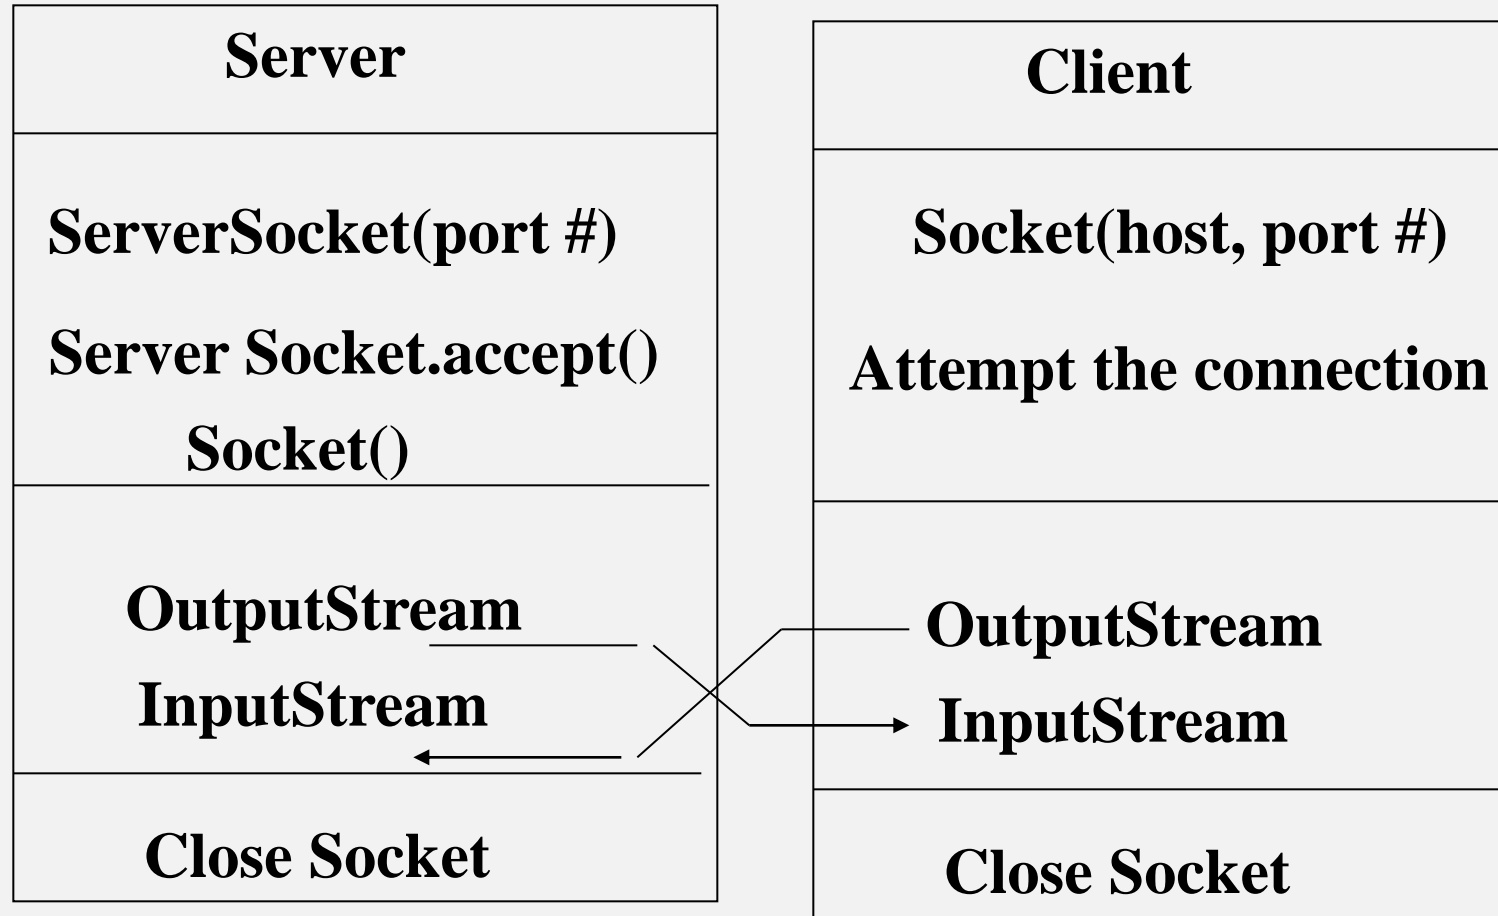 Server
ServerSocket(port #)
Server Socket.accept()
Socket()
OutputStream
InputStream
Close Socket
Client
Socket(host, port #)
Attempt the connection
OutputStream
InputStream
Close Socket